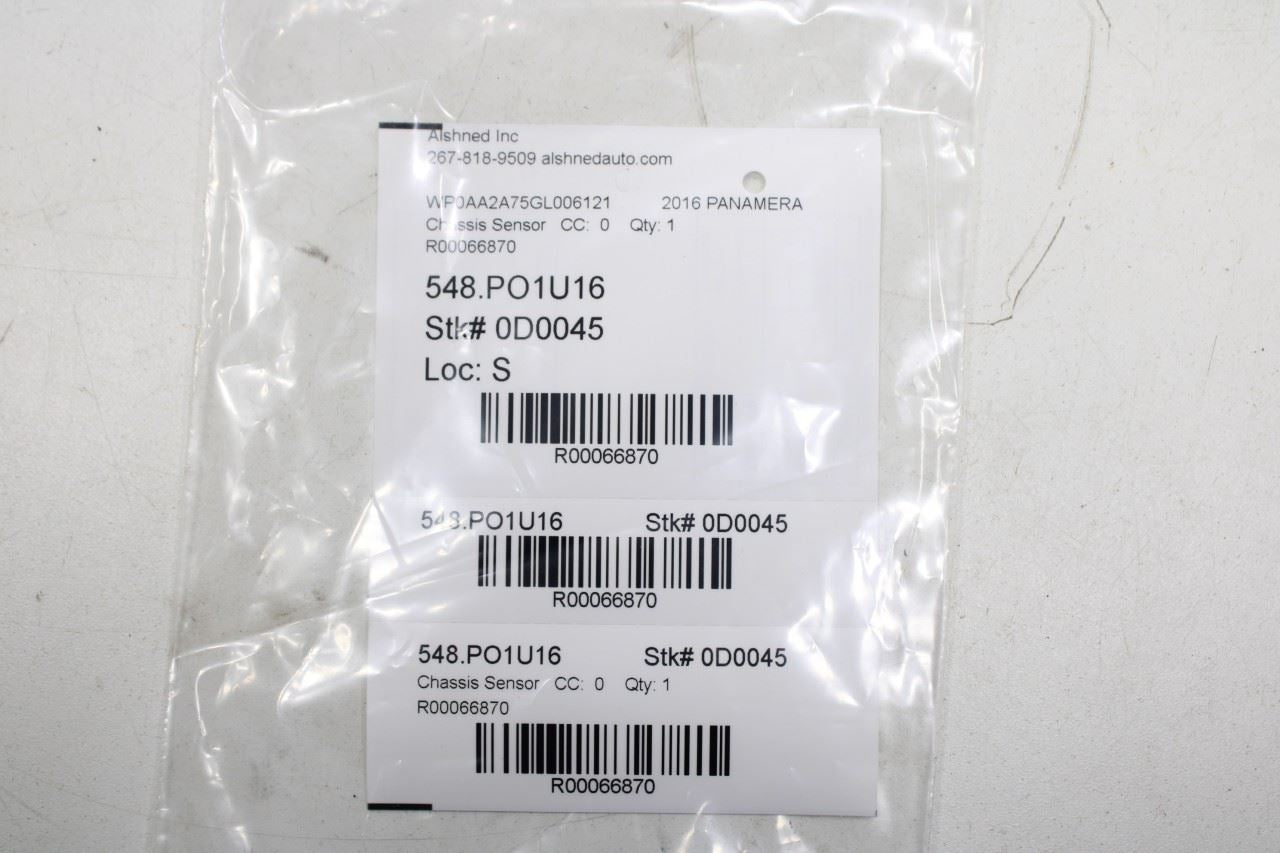 Alshned Inc
267-818-9509 alshnedauto.com
WP0AA2A75GL006121 2016 PANAMERA
Chassis Sensor CC: 0 Qty: 1
R00066870
548.PO1U16
Stk# 0D0045
Loc: S
R00066870
548.PO1U16 Stk# 0D0045
R00066870
548.PO1U16 Stk# 0D0045
Chassis Sensor CC: 0 Qty: 1
R00066870
R00066870